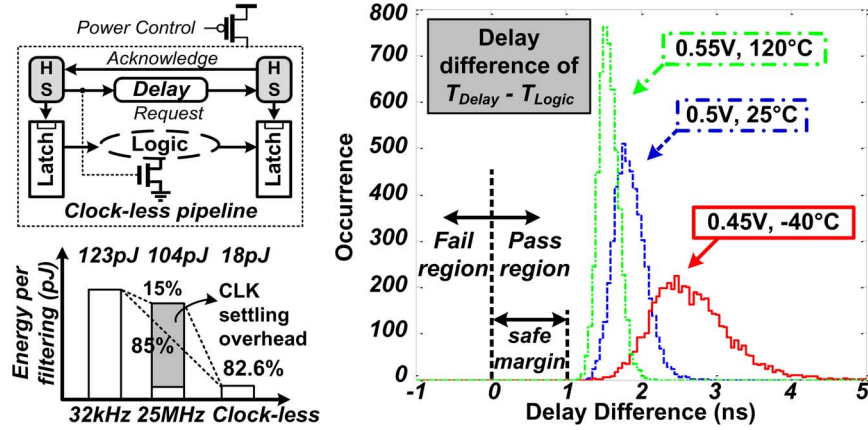 Power Control
Acknowledge
H
S
Delay
H
S
Request
Latch
Logic
Latch
Clock-less pipeline
123pJ 104pJ 18pJ
15%
CLK
settling
overhead
85%
82.6%
Energy per
filtering (pJ)
32kHz 25MHz Clock-less
800
700
600
500
400
300
200
100
0
Occurrence
Delay
difference of
T_Delay - T_Logic
0.55V, 120°C
0.5V, 25°C
0.45V, -40°C
Fail
region
Pass
region
safe
margin
-1 0 1 2 3 4 5
Delay Difference (ns)